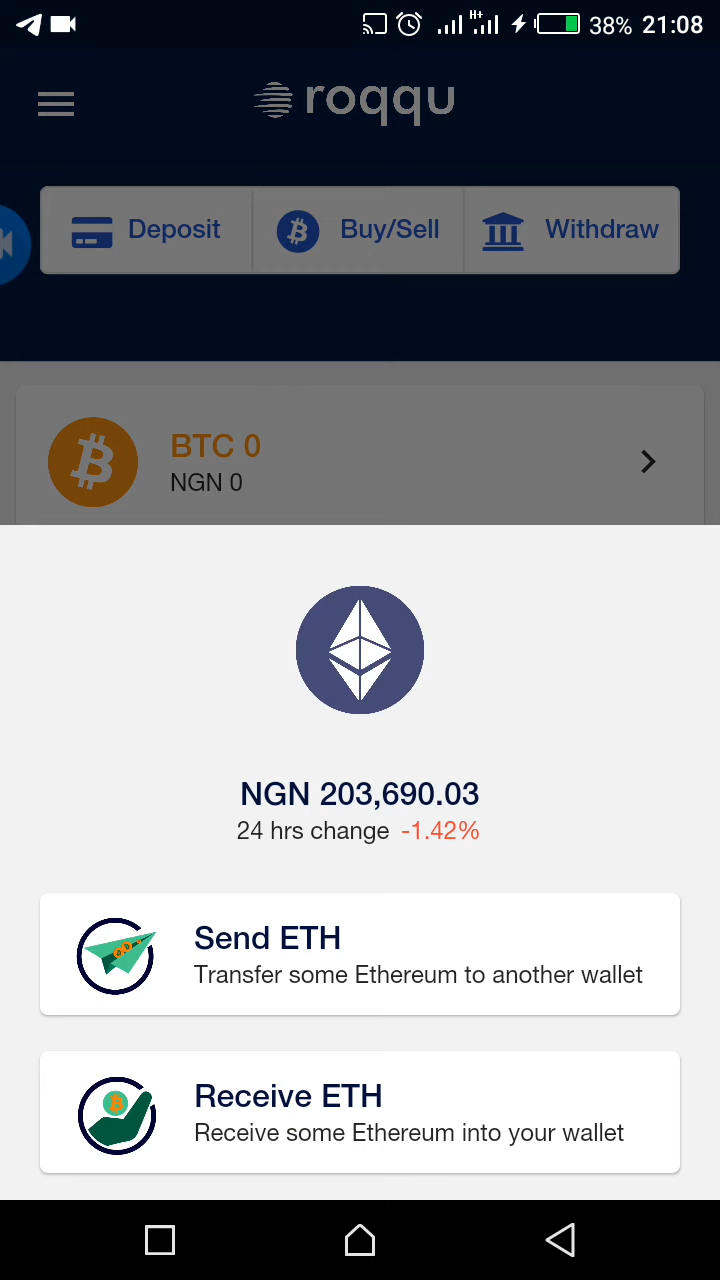 H+ 38% 21:08
roqqu
Deposit Buy/Sell Withdraw
BTC 0
NGN 0
NGN 203,690.03
24 hrs change -1.42%
Send ETH
Transfer some Ethereum to another wallet
Receive ETH
Receive some Ethereum into your wallet